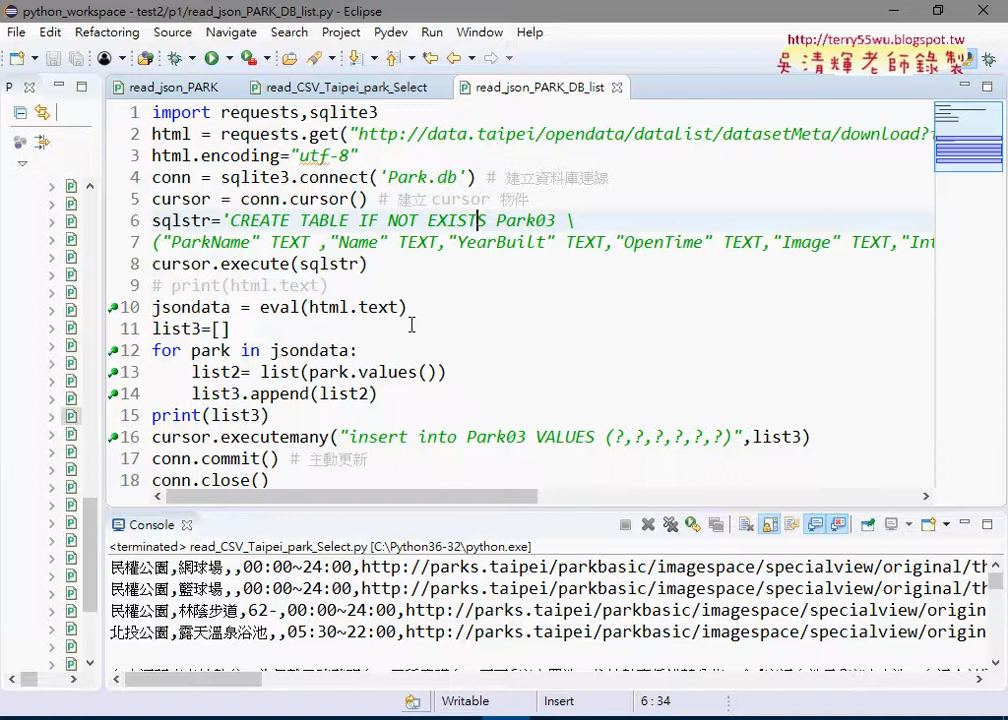 python_workspace - test2/p1/read_json_PARK_DB_list.py - Eclipse
File Edit Refactoring Source Navigate Search Project Pydev Run Window Help
http://terry55wu.blogspot.tw
吳清輝老師錄製
P
read_json_PARK
read_CSV_Taipei_park_Select
read_json_PARK_DB_list
1 import requests,sqlite3
2 html = requests.get("http://data.taipei/opendata/datalist/datasetMeta/download?
3 html.encoding="utf-8"
4 conn = sqlite3.connect('Park.db') # 建立資料庫連線
5 cursor = conn.cursor() # 建立 cursor 物件
6 sqlstr='CREATE TABLE IF NOT EXISTS Park03 \
7 ("ParkName" TEXT ,"Name" TEXT,"YearBuilt" TEXT,"OpenTime" TEXT,"Image" TEXT,"Int
8 cursor.execute(sqlstr)
9 # print(html.text)
10 jsondata = eval(html.text)
11 list3=[]
12 for park in jsondata:
13 list2= list(park.values())
14 list3.append(list2)
15 print(list3)
16 cursor.executemany("insert into Park03 VALUES (?,?,?,?,?,?)",list3)
17 conn.commit() # 主動更新
18 conn.close()
Console
<terminated> read_CSV_Taipei_park_Select.py [C:\Python36-32\python.exe]
民權公園,網球場,,00:00~24:00,http://parks.taipei/parkbasic/imagespace/specialview/original/th
民權公園,籃球場,,00:00~24:00,http://parks.taipei/parkbasic/imagespace/specialview/original/th
民權公園,林蔭步道,62-,00:00~24:00,http://parks.taipei/parkbasic/imagespace/specialview/origin
北投公園,露天溫泉浴池,,05:30~22:00,http://parks.taipei/parkbasic/imagespace/specialview/origin
Writable Insert 6 : 34